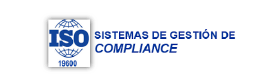 ISO
19600
SISTEMAS DE GESTIÓN DE
COMPLIANCE